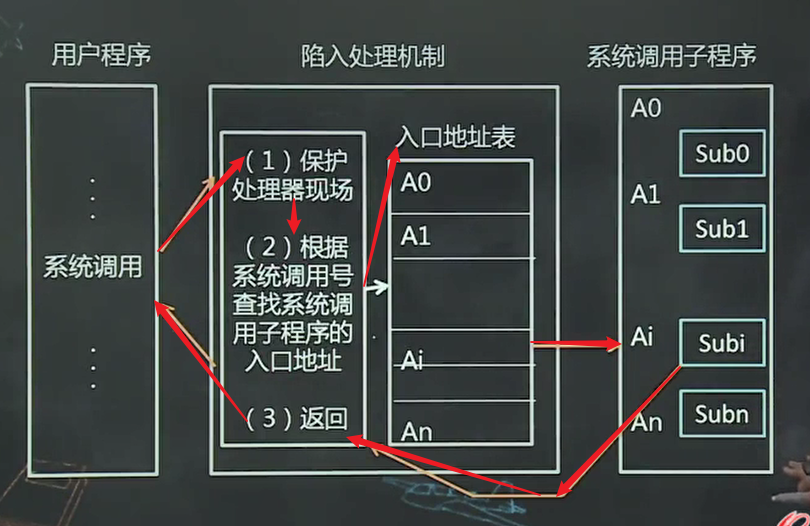 用户程序
陷入处理机制
系统调用子程序
系统调用
（1）保护
处理器现场
（2）根据
系统调用号
查找系统调
用子程序的
入口地址
（3）返回
入口地址表
A0
A1
Ai
An
A0
Sub0
A1
Sub1
Ai
Subi
An
Subn